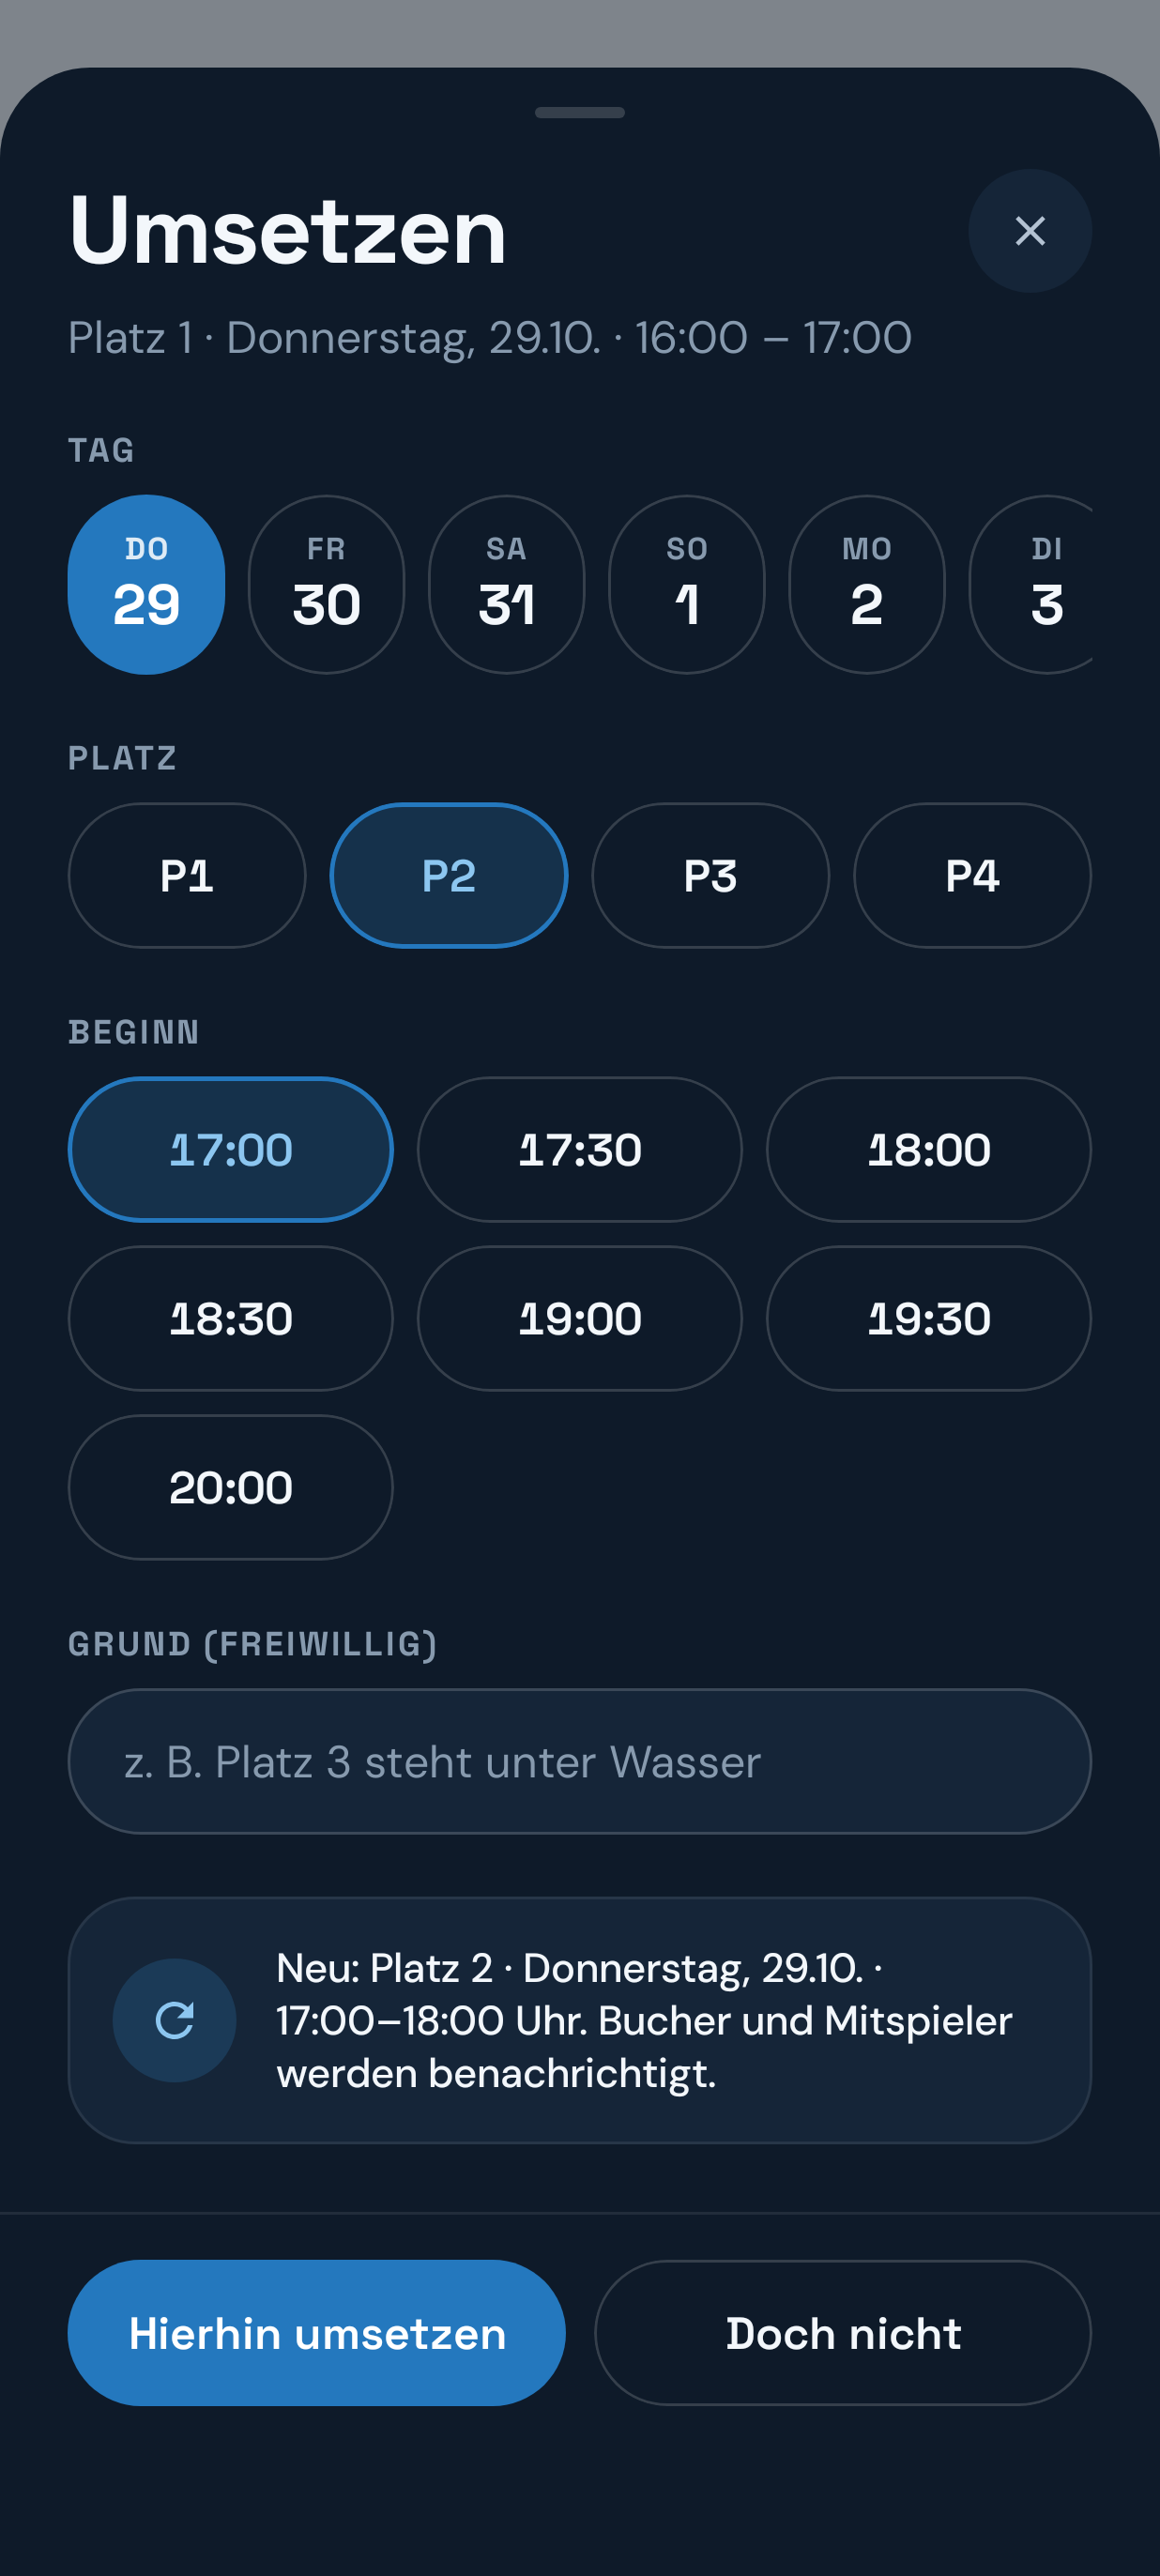 Umsetzen
Platz 1 · Donnerstag, 29.10. · 16:00 – 17:00
TAG
DO FR SA SO MO DI
29 30 31 1 2 3
PLATZ
P1 P2 P3 P4
BEGINN
17:00 17:30 18:00
18:30 19:00 19:30
20:00
GRUND (FREIWILLIG)
z. B. Platz 3 steht unter Wasser
Neu: Platz 2 · Donnerstag, 29.10. ·
17:00–18:00 Uhr. Bucher und Mitspieler
werden benachrichtigt.
Hierhin umsetzen Doch nicht